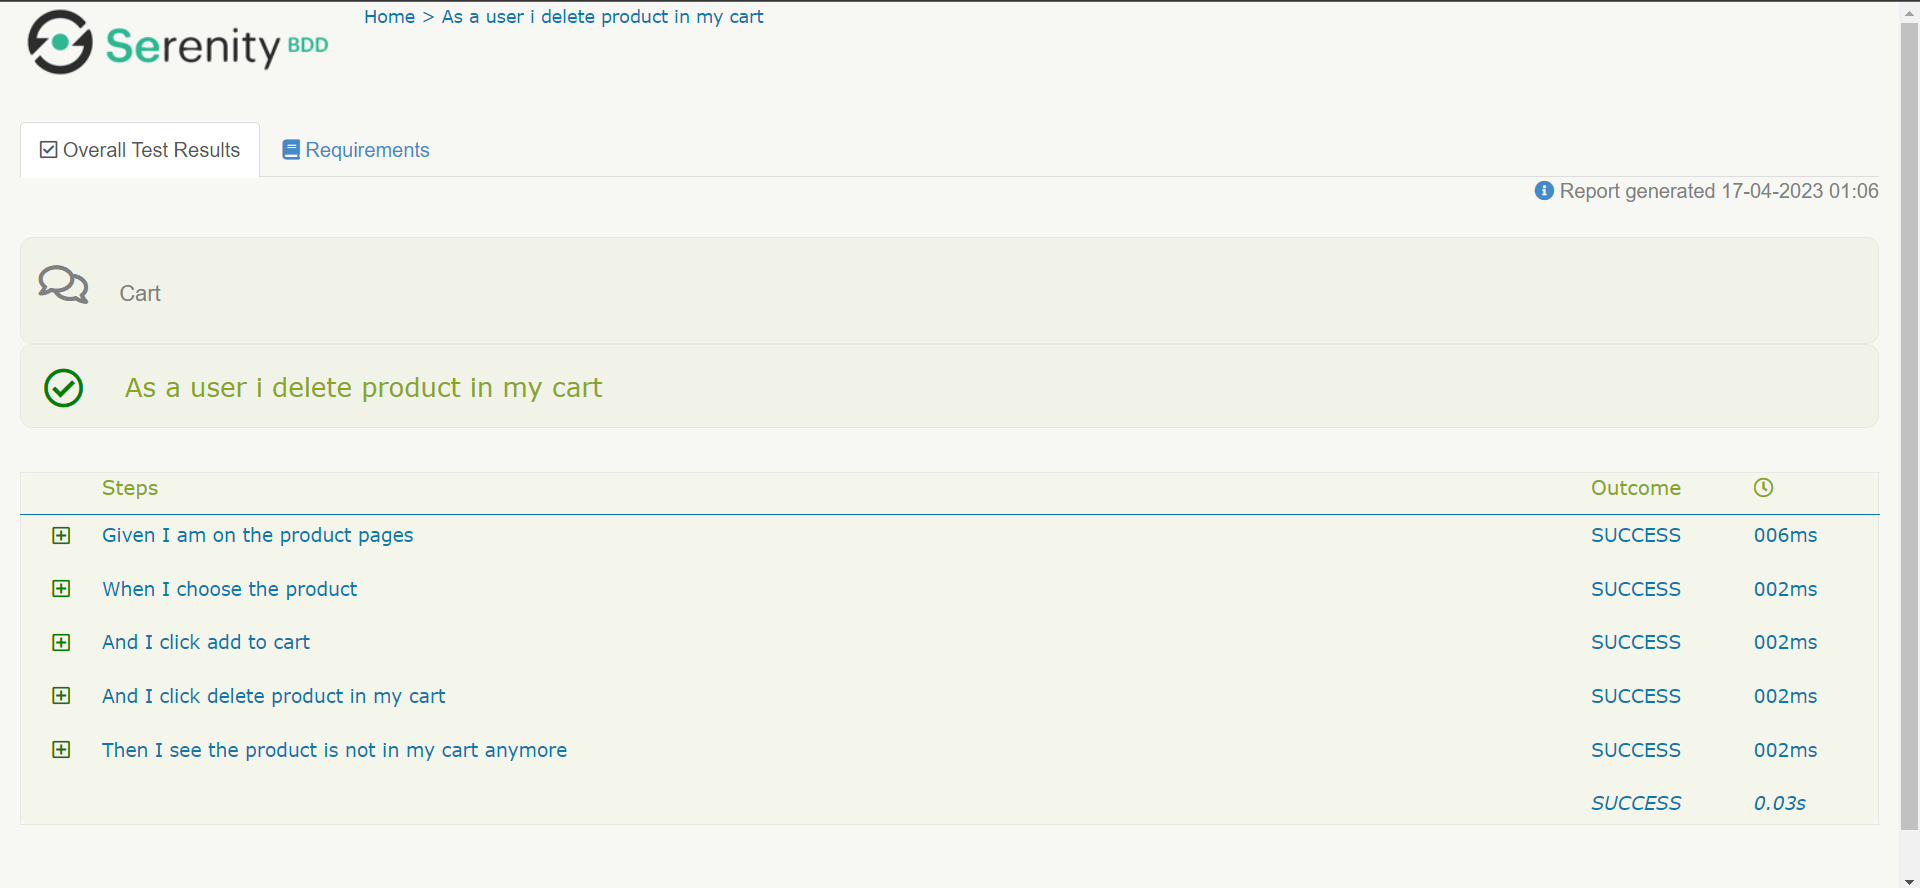 Serenity BDD
Home > As a user i delete product in my cart
Overall Test Results
Requirements
Report generated 17-04-2023 01:06
Cart
As a user i delete product in my cart
Steps Outcome
Given I am on the product pages SUCCESS 006ms
When I choose the product SUCCESS 002ms
And I click add to cart SUCCESS 002ms
And I click delete product in my cart SUCCESS 002ms
Then I see the product is not in my cart anymore SUCCESS 002ms
SUCCESS 0.03s